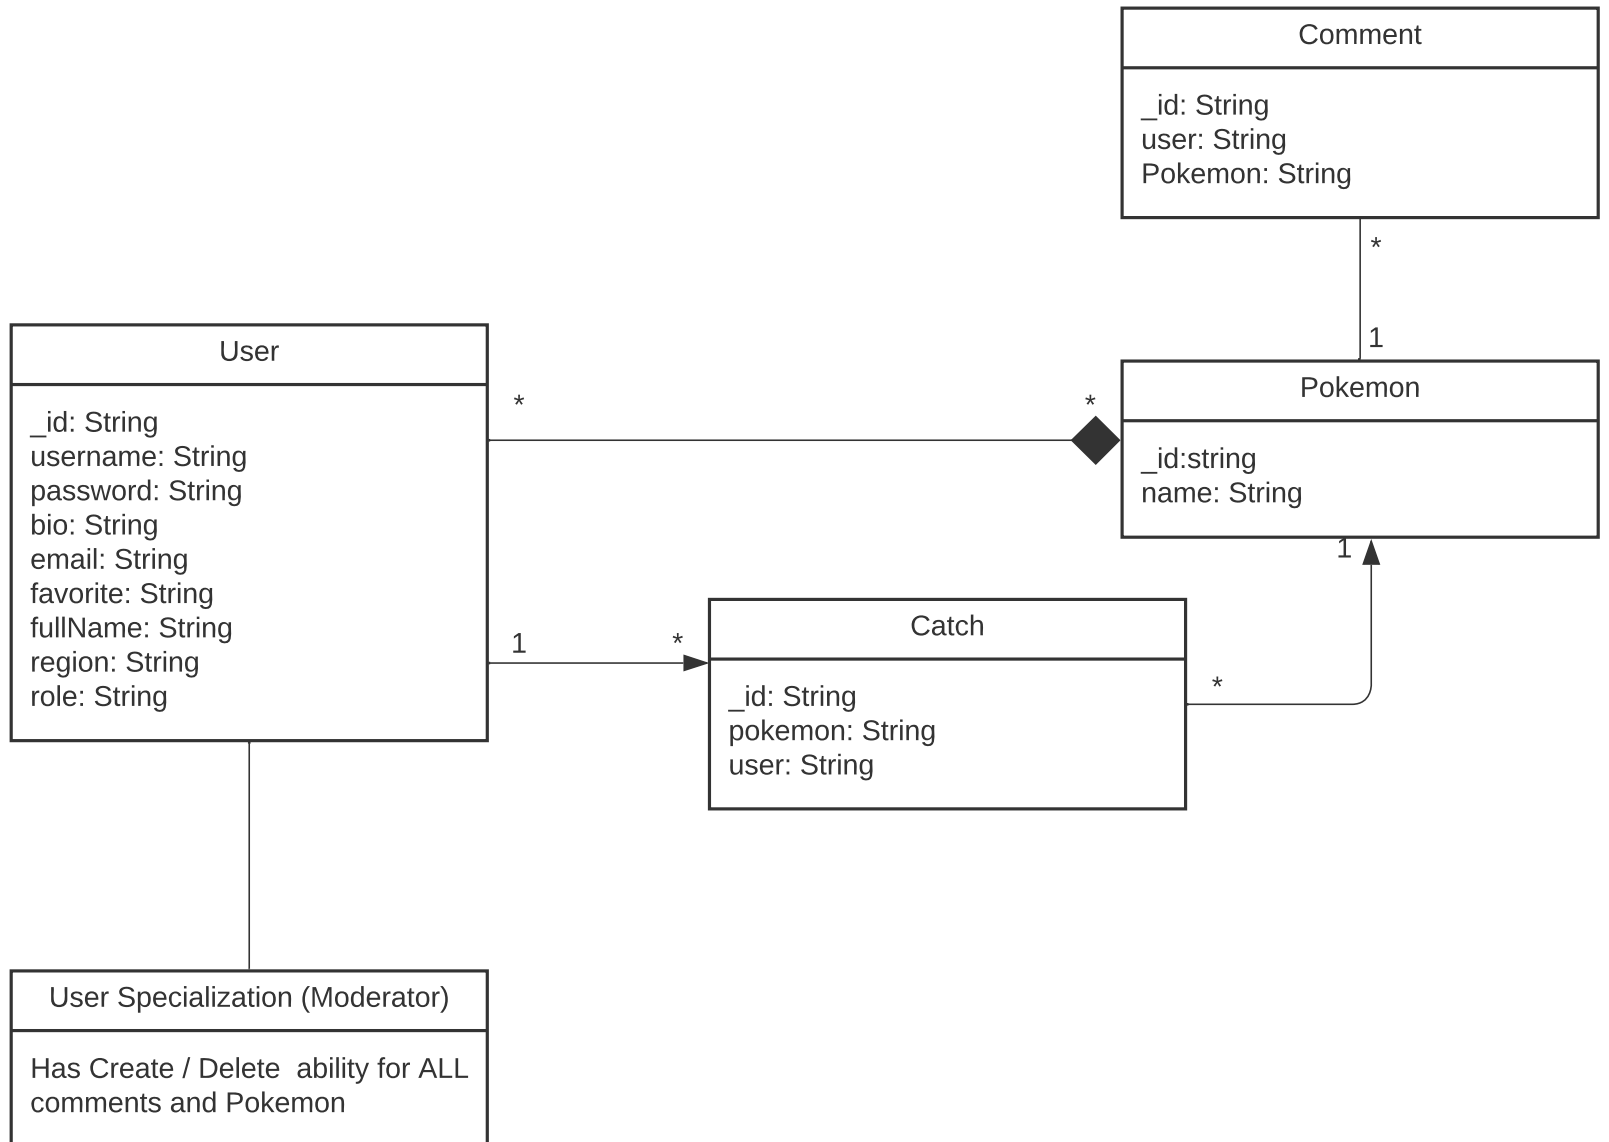 Comment
_id: String
user: String
Pokemon: String
*
1
User
_id: String
username: String
password: String
bio: String
email: String
favorite: String
fullName: String
region: String
role: String
*
*
Pokemon
_id:string
name: String
1
1
*
Catch
_id: String
pokemon: String
user: String
*
User Specialization (Moderator)
Has Create / Delete  ability for ALL
comments and Pokemon